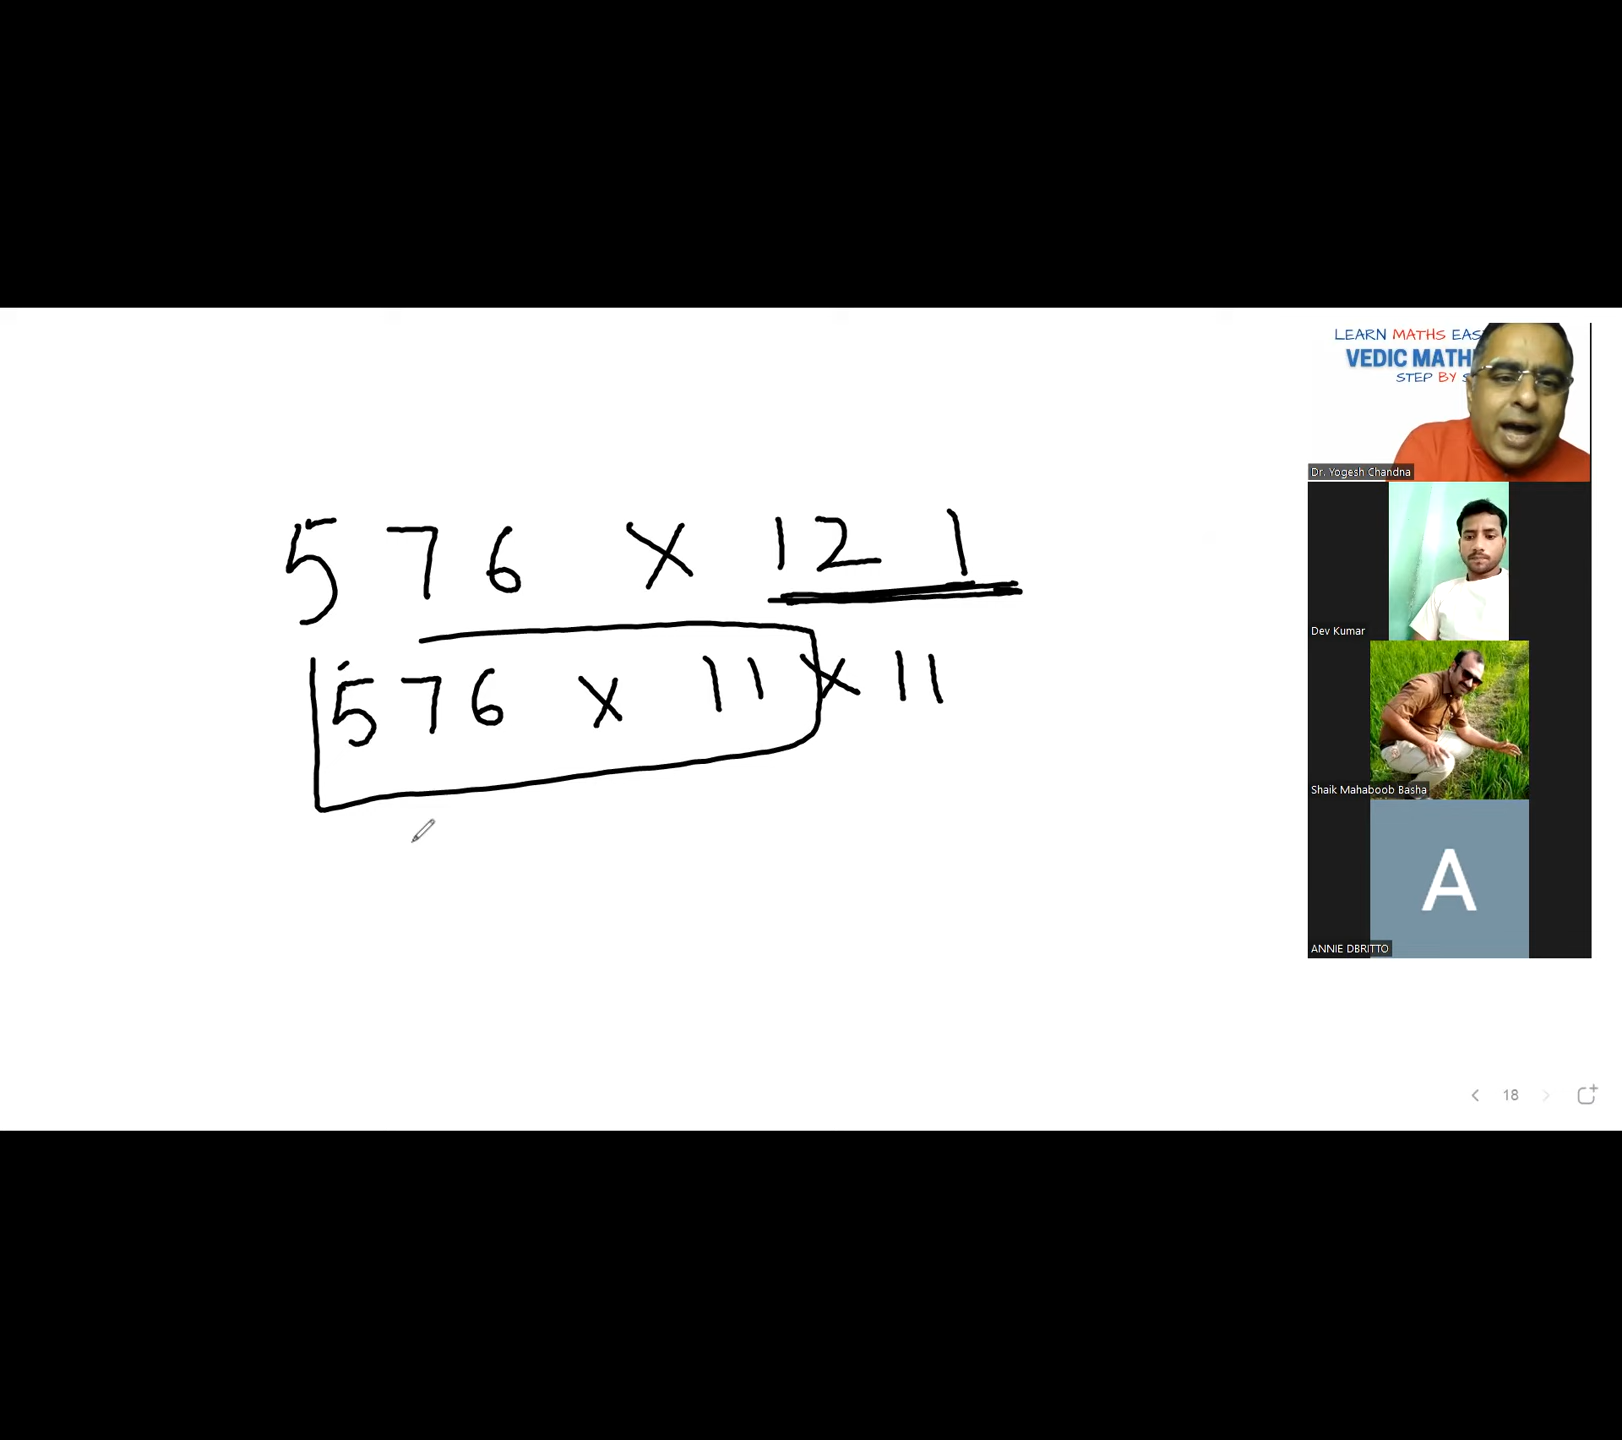 LEARN MATHS EAS
VEDIC MATH
STEP BY S
Dr. Yogesh Chandna
576 × 121
576 × 11 × 11
Dev Kumar
Shaik Mahaboob Basha
A
ANNIE DBRITTO
18